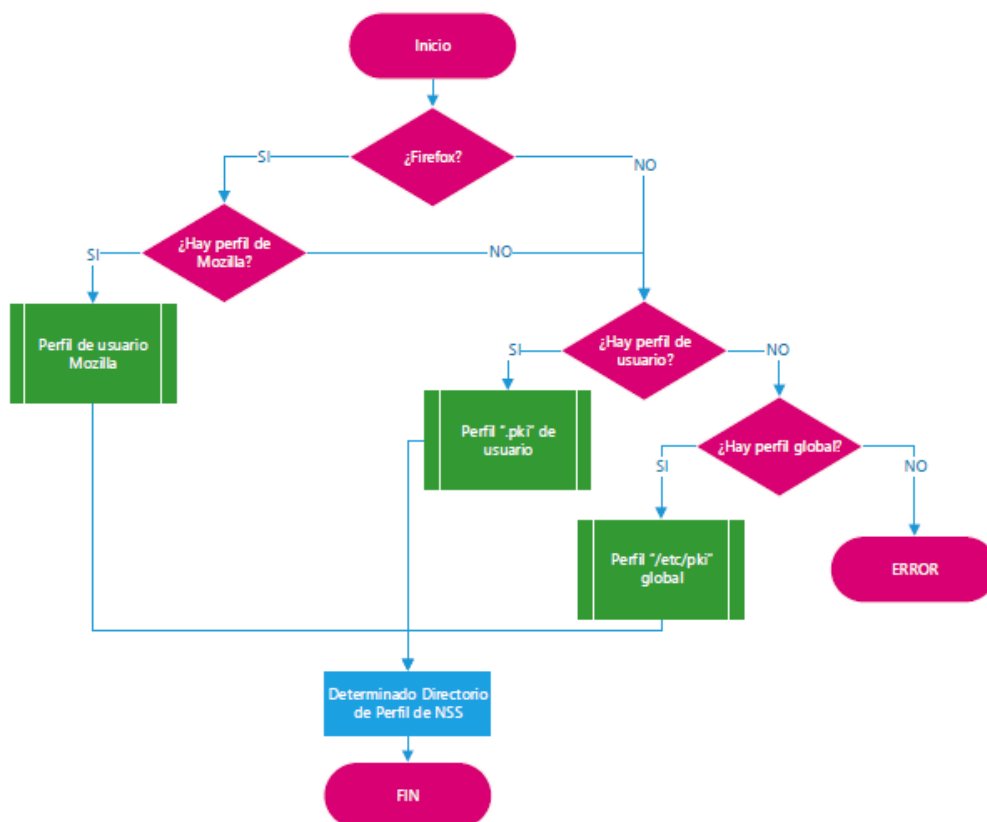 Inicio
¿Firefox?
SI
NO
¿Hay perfil de
Mozilla?
SI
NO
Perfil de usuario
Mozilla
¿Hay perfil de
usuario?
SI
NO
Perfil ".pki" de
usuario
¿Hay perfil global?
SI
NO
Perfil "/etc/pki"
global
ERROR
Determinado Directorio
de Perfil de NSS
FIN